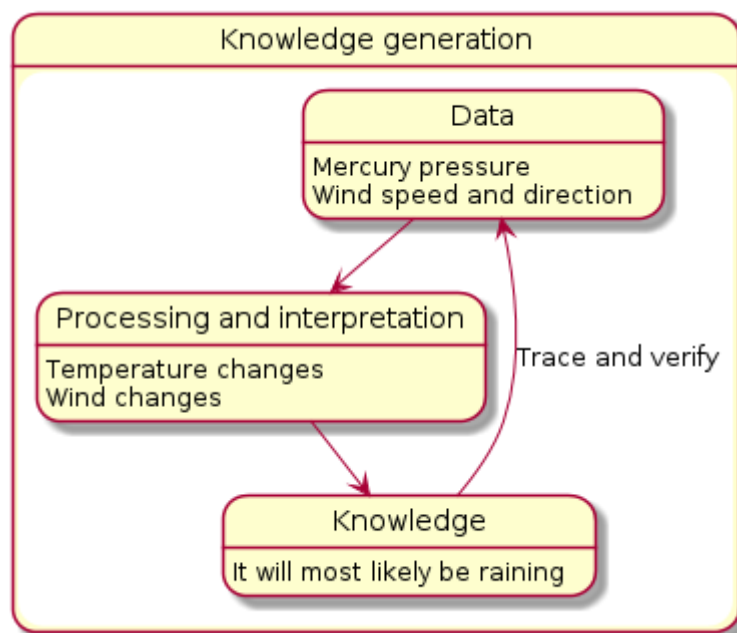 Knowledge generation
Data
Mercury pressure
Wind speed and direction
Processing and interpretation
Temperature changes
Wind changes
Trace and verify
Knowledge
It will most likely be raining